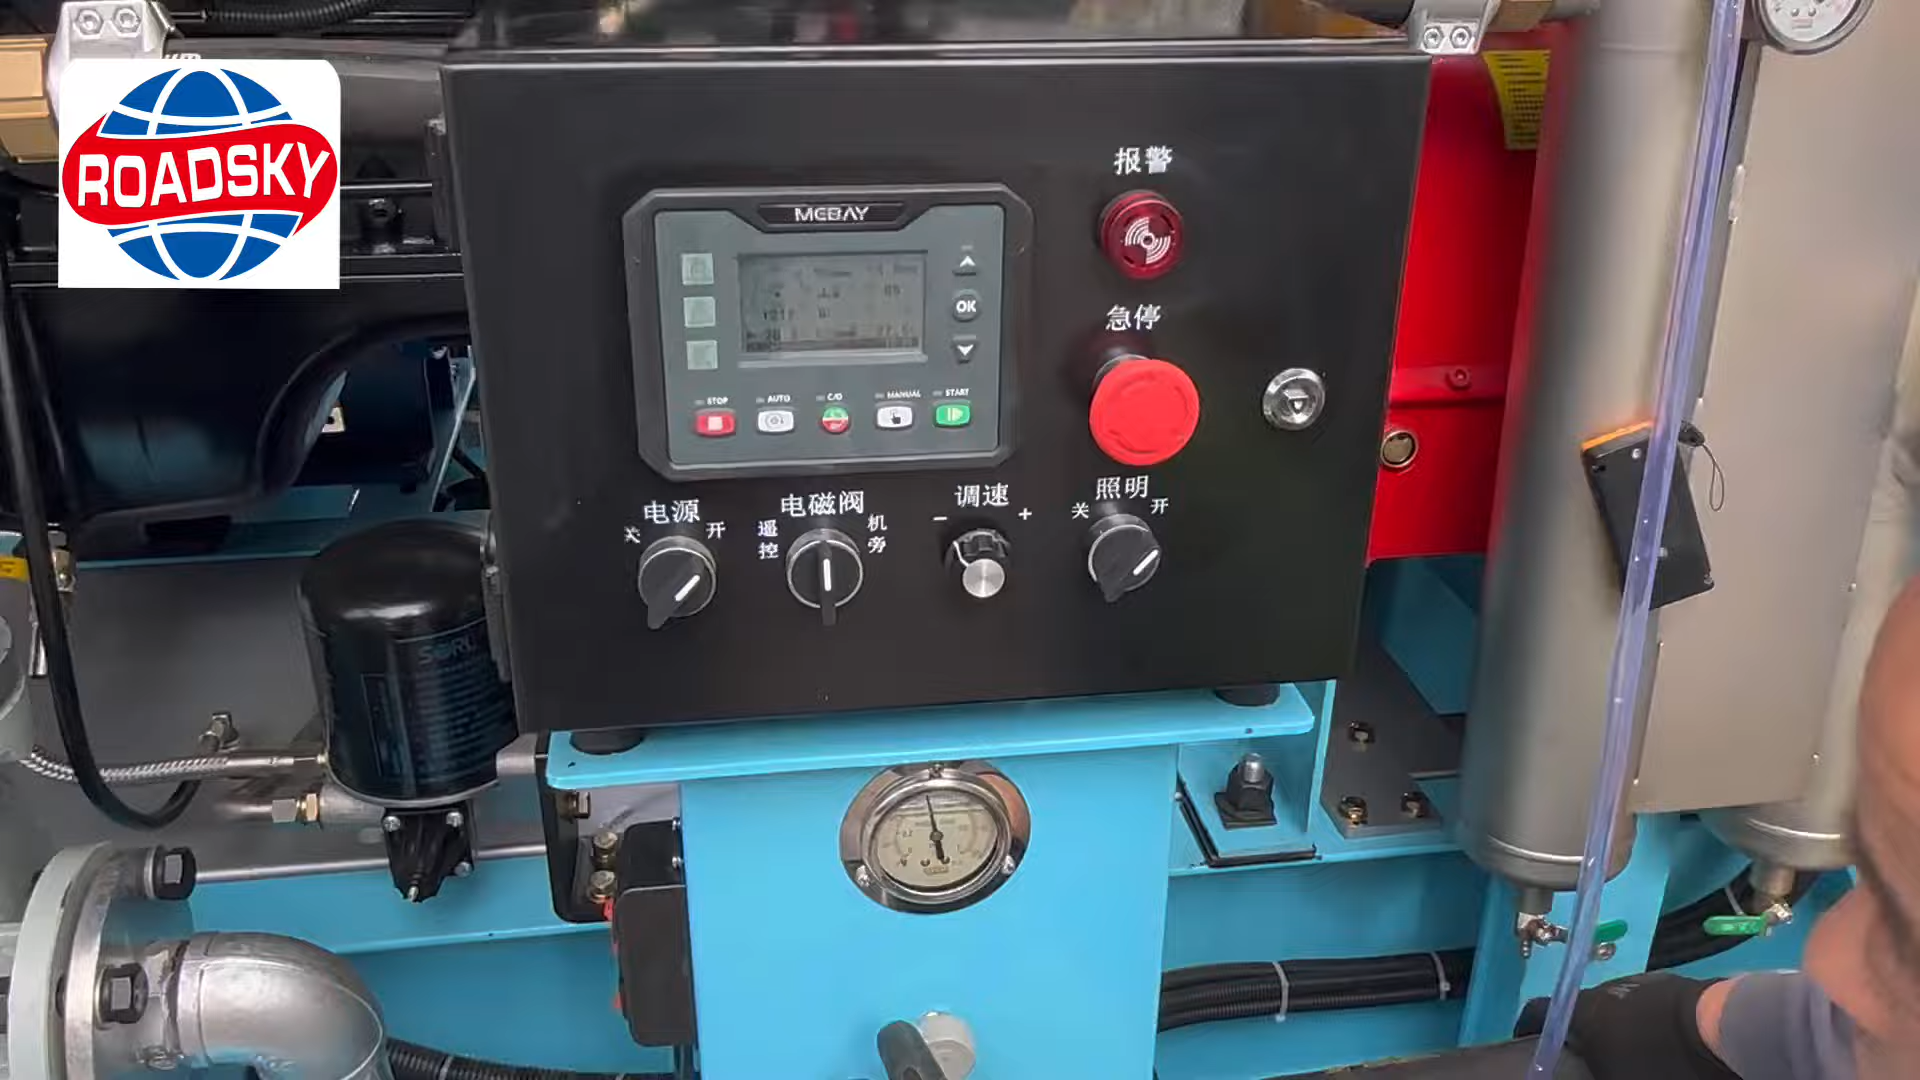 ROADSKY
MEBAY
OK
STOP
AUTO
C/O
MANUAL
START
报警
急停
电源
关
开
电磁阀
遥控
机旁
调速
-
+
照明
关
开